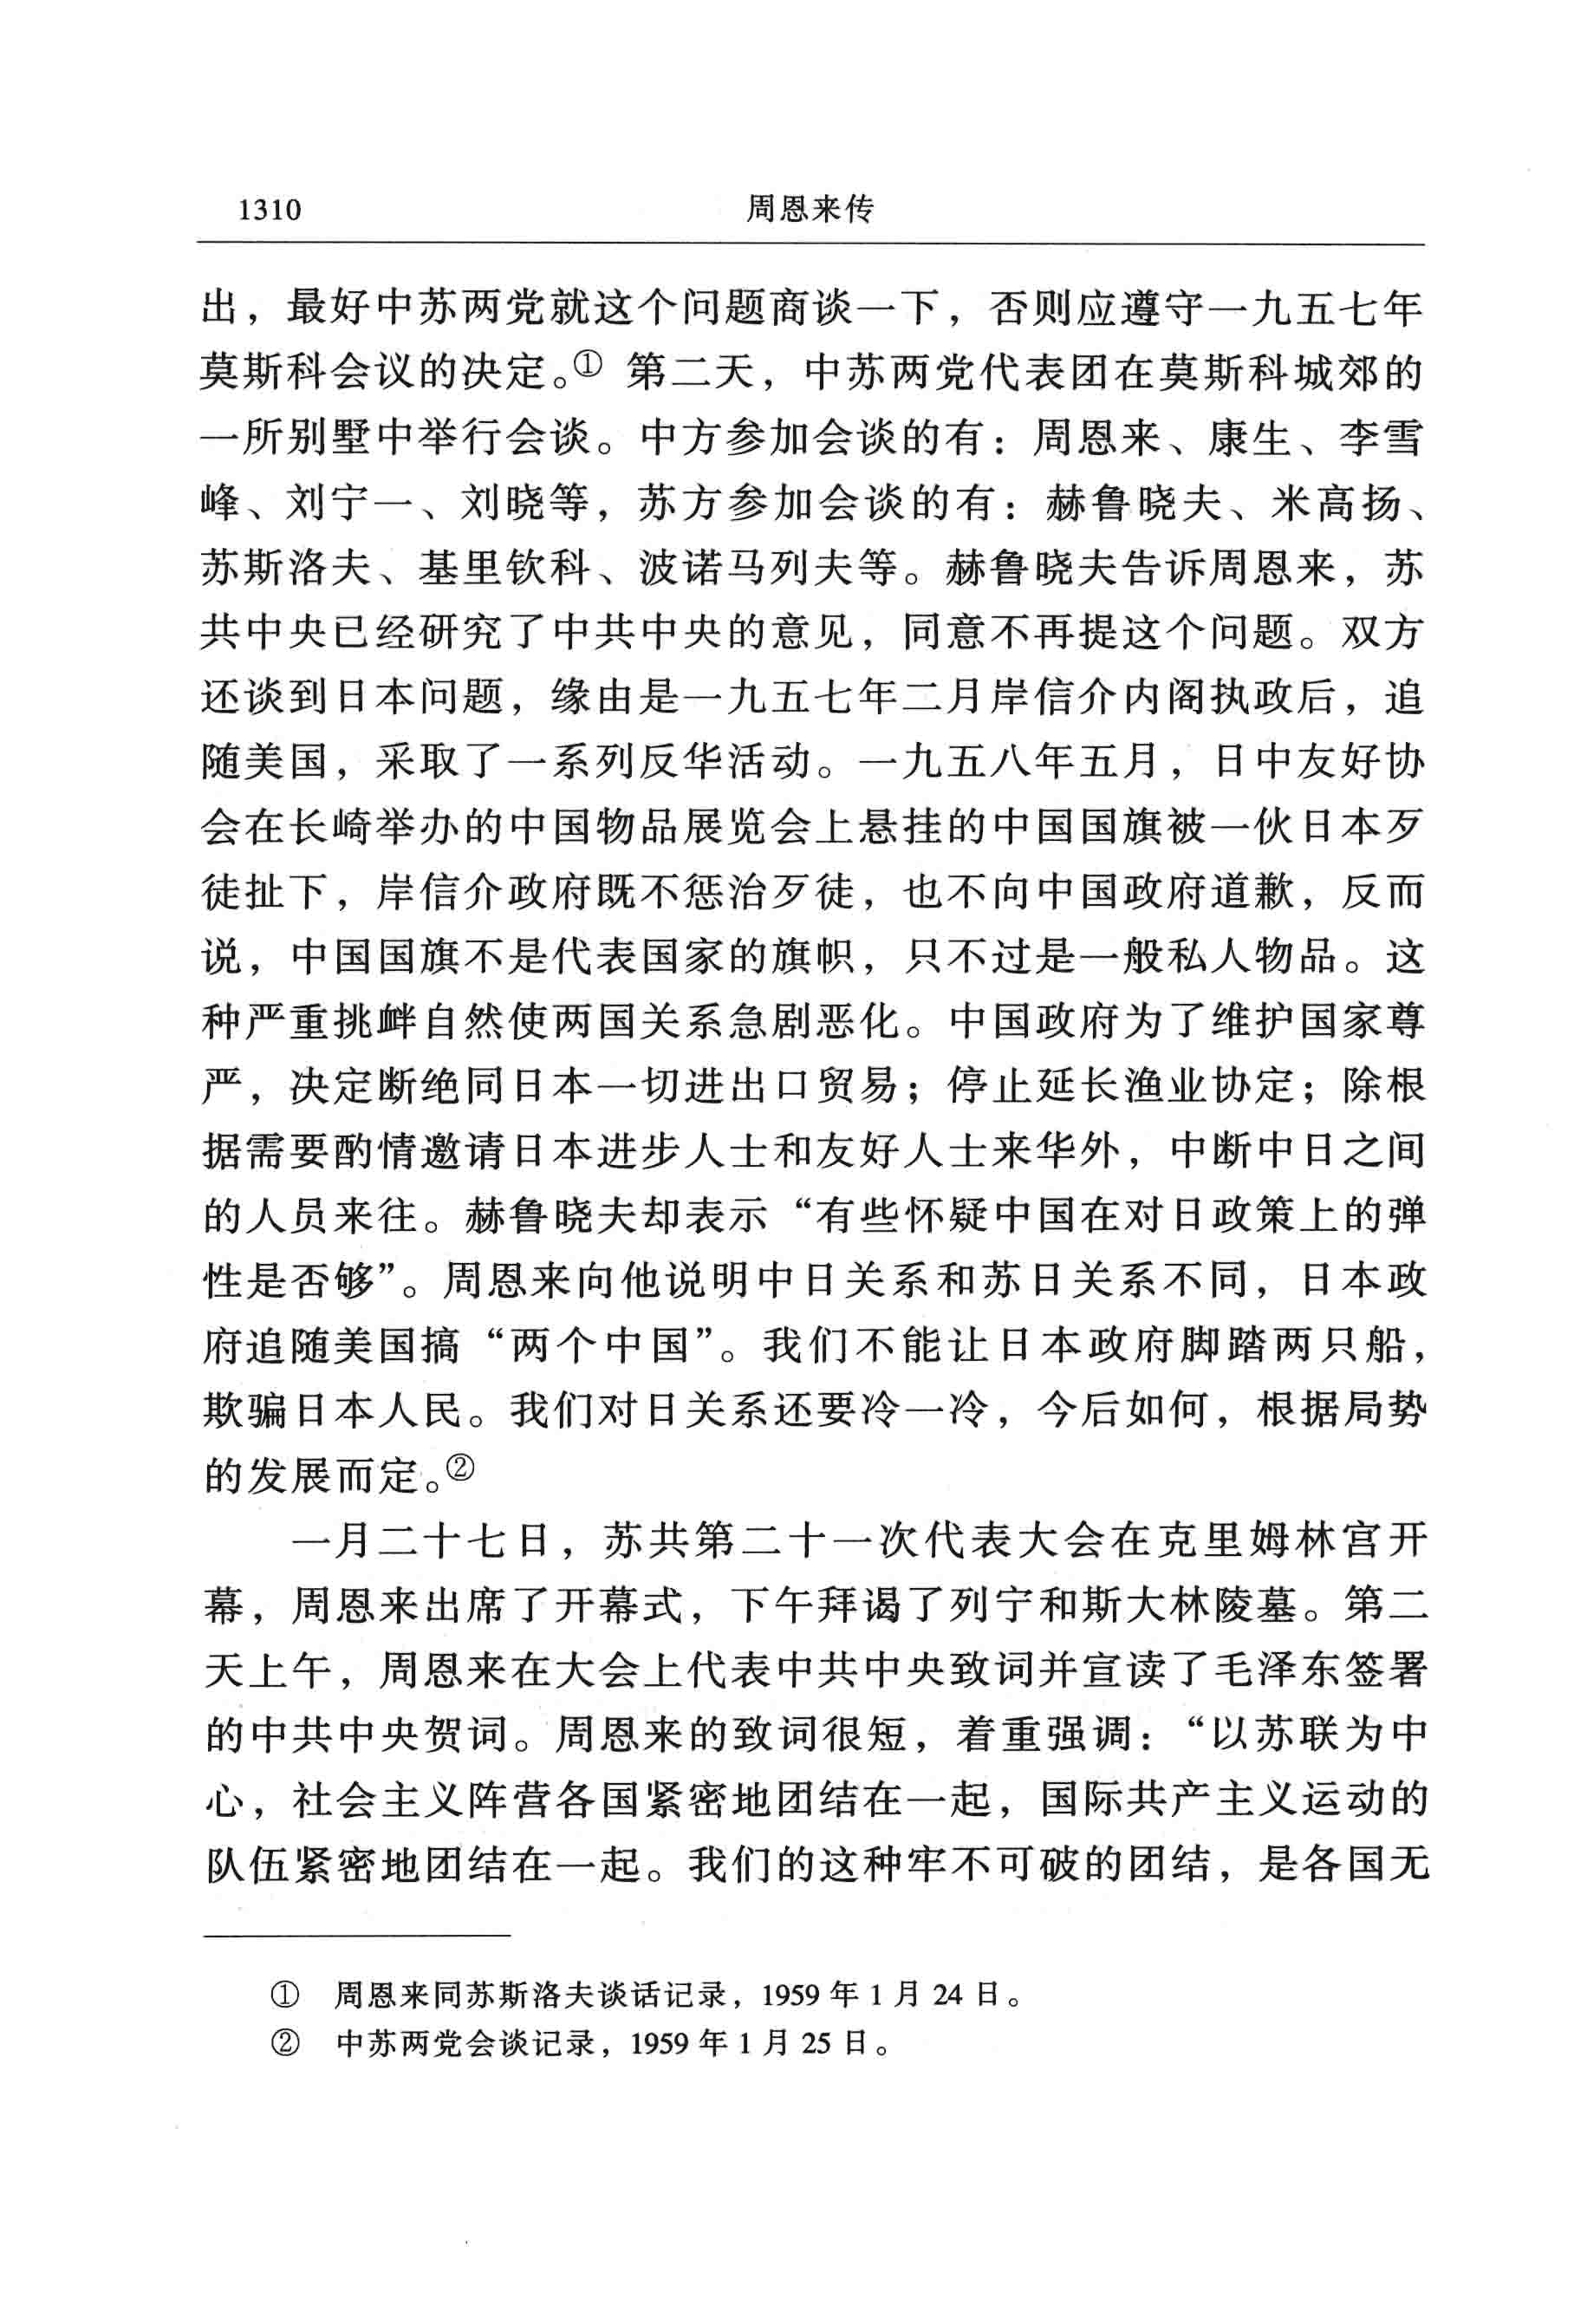 1310 周恩来传
出，最好中苏两党就这个问题商谈一下，否则应遵守一九五七年
莫斯科会议的决定。① 第二天，中苏两党代表团在莫斯科城郊的
一所别墅中举行会谈。中方参加会谈的有：周恩来、康生、李雪
峰、刘宁一、刘晓等，苏方参加会谈的有：赫鲁晓夫、米高扬、
苏斯洛夫、基里钦科、波诺马列夫等。赫鲁晓夫告诉周恩来，苏
共中央已经研究了中共中央的意见，同意不再提这个问题。双方
还谈到日本问题，缘由是一九五七年二月岸信介内阁执政后，追
随美国，采取了一系列反华活动。一九五八年五月，日中友好协
会在长崎举办的中国物品展览会上悬挂的中国国旗被一伙日本歹
徒扯下，岸信介政府既不惩治歹徒，也不向中国政府道歉，反而
说，中国国旗不是代表国家的旗帜，只不过是一般私人物品。这
种严重挑衅自然使两国关系急剧恶化。中国政府为了维护国家尊
严，决定断绝同日本一切进出口贸易；停止延长渔业协定；除根
据需要酌情邀请日本进步人士和友好人士来华外，中断中日之间
的人员来往。赫鲁晓夫却表示“有些怀疑中国在对日政策上的弹
性是否够”。周恩来向他说明中日关系和苏日关系不同，日本政
府追随美国搞“两个中国”。我们不能让日本政府脚踏两只船，
欺骗日本人民。我们对日关系还要冷一冷，今后如何，根据局势
的发展而定。②
一月二十七日，苏共第二十一次代表大会在克里姆林宫开
幕，周恩来出席了开幕式，下午拜谒了列宁和斯大林陵墓。第二
天上午，周恩来在大会上代表中共中央致词并宣读了毛泽东签署
的中共中央贺词。周恩来的致词很短，着重强调：“以苏联为中
心，社会主义阵营各国紧密地团结在一起，国际共产主义运动的
队伍紧密地团结在一起。我们的这种牢不可破的团结，是各国无
① 周恩来同苏斯洛夫谈话记录，1959 年 1 月 24 日。
② 中苏两党会谈记录，1959 年 1 月 25 日。